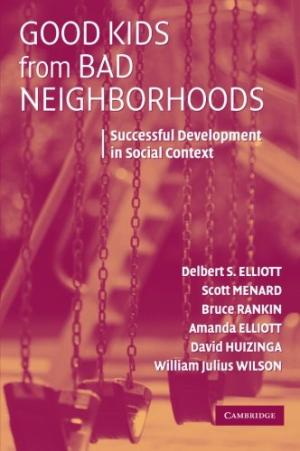 GOOD KIDS
from BAD
NEIGHBORHOODS
Successful Development
in Social Context
Delbert S. ELLIOTT
Scott MENARD
Bruce RANKIN
Amanda ELLIOTT
David HUIZINGA
William Julius WILSON
CAMBRIDGE